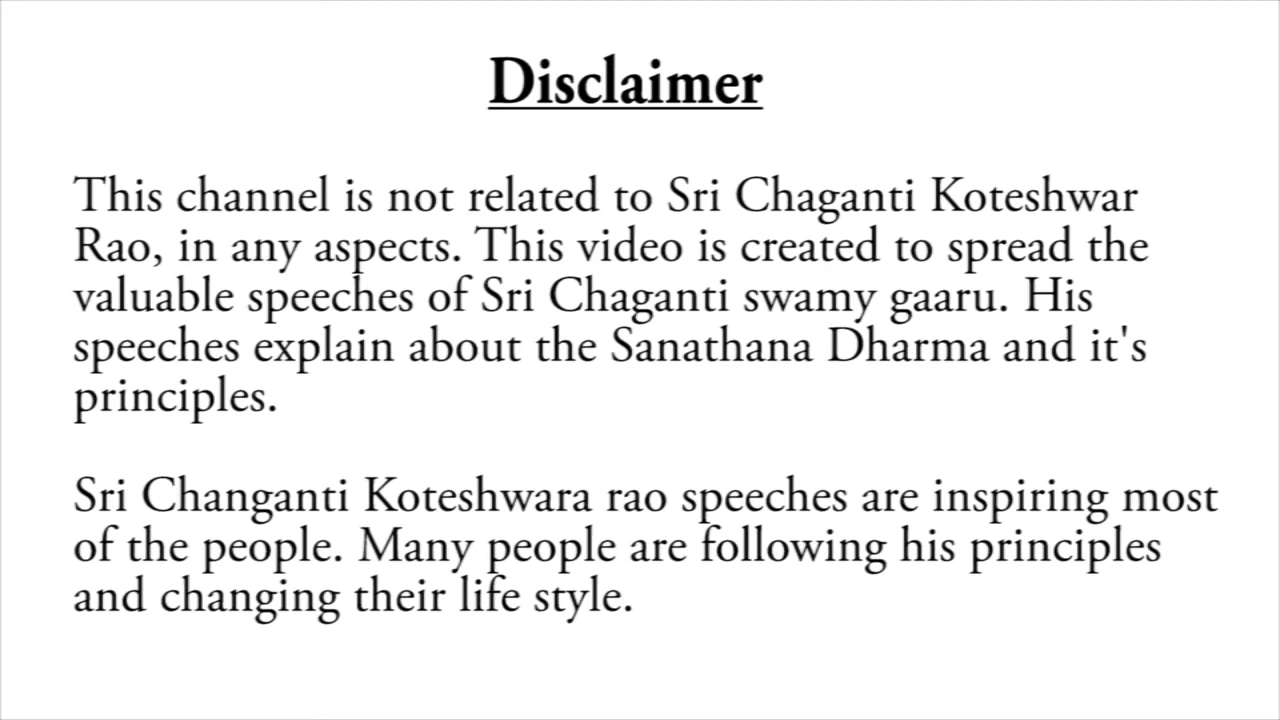 Disclaimer
This channel is not related to Sri Chaganti Koteshwar
Rao, in any aspects. This video is created to spread the
valuable speeches of Sri Chaganti swamy gaaru. His
speeches explain about the Sanathana Dharma and it's
principles.
Sri Changanti Koteshwara rao speeches are inspiring most
of the people. Many people are following his principles
and changing their life style.